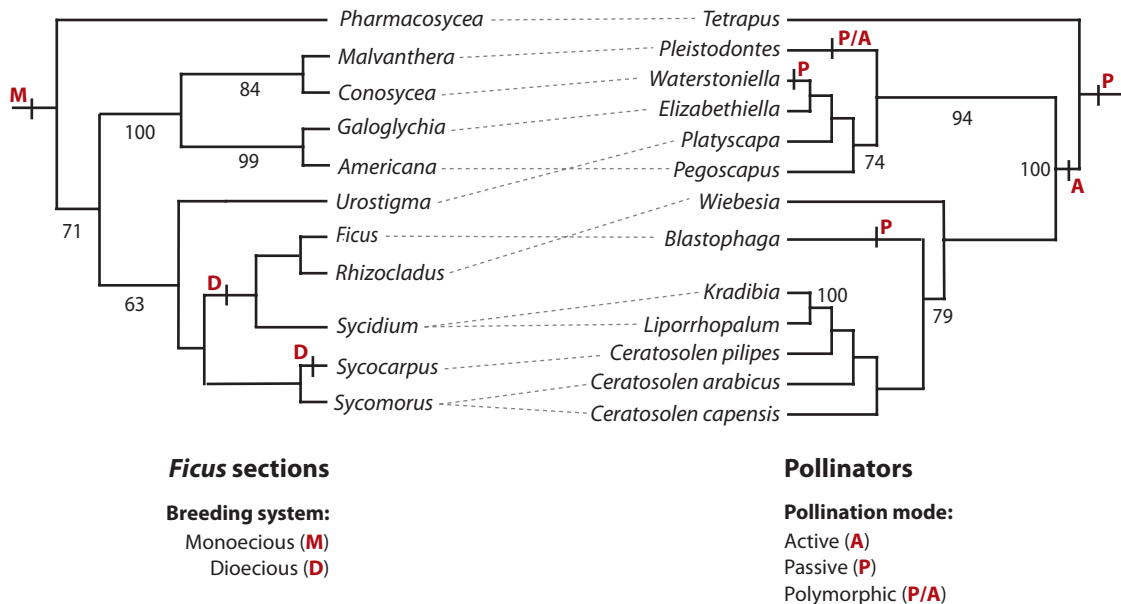 Pharmacosycea Tetrapus
Malvanthera Pleistodontes P/A
Waterstoniella P
M 84 Conosycea P
Elizabethiella
100 Galoglychia 94
Platyscapa
99 Americana 74 100
Pegoscapus A
Urostigma Wiebesia
71
Ficus Blastophaga P
D Rhizocladus
63 Kradibia 100
Sycidium Liporrhopalum 79
D Ceratosolen pilipes
Sycocarpus
Ceratosolen arabicus
Sycomorus
Ceratosolen capensis
Ficus sections Pollinators
Breeding system: Pollination mode:
Monoecious (M) Active (A)
Dioecious (D) Passive (P)
Polymorphic (P/A)